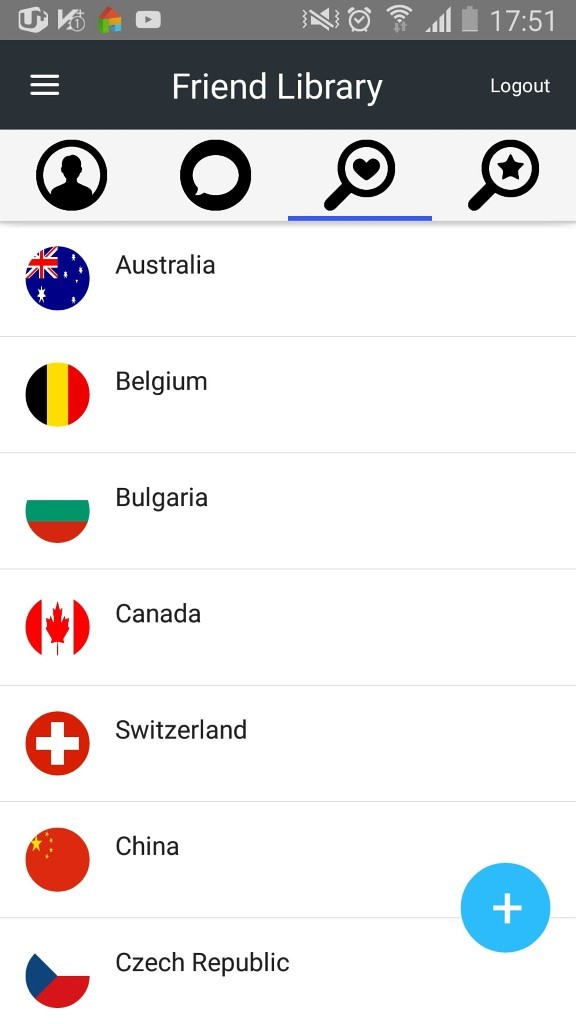 17:51
Friend Library
Logout
Australia
Belgium
Bulgaria
Canada
Switzerland
China
Czech Republic